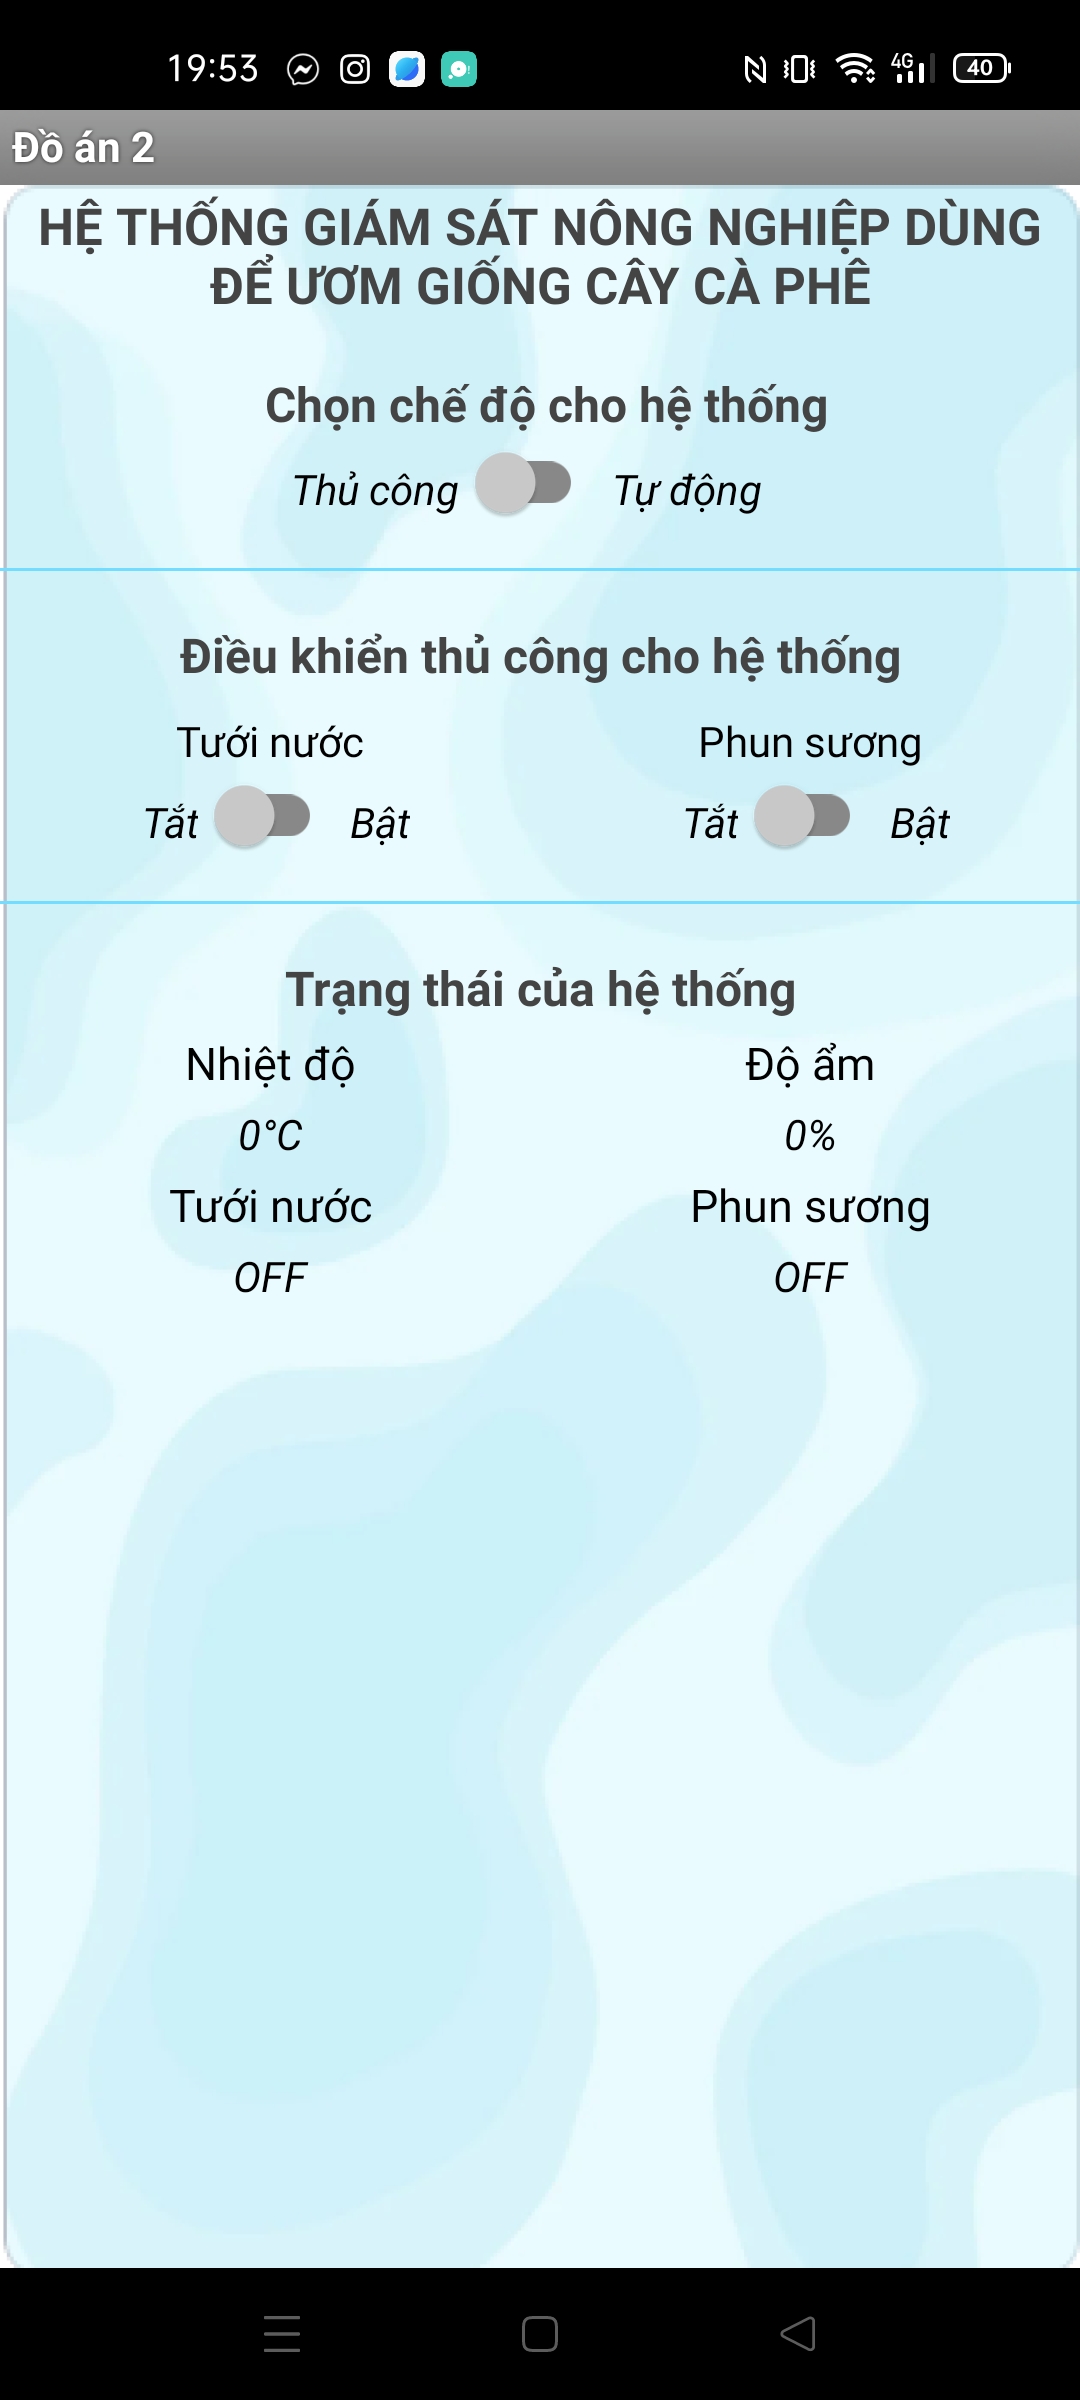 19:53
4G
40
Đồ án 2
HỆ THỐNG GIÁM SÁT NÔNG NGHIỆP DÙNG
ĐỂ ƯƠM GIỐNG CÂY CÀ PHÊ
Chọn chế độ cho hệ thống
Thủ công Tự động
Điều khiển thủ công cho hệ thống
Tưới nước Phun sương
Tắt Bật Tắt Bật
Trạng thái của hệ thống
Nhiệt độ Độ ẩm
0°C 0%
Tưới nước Phun sương
OFF OFF